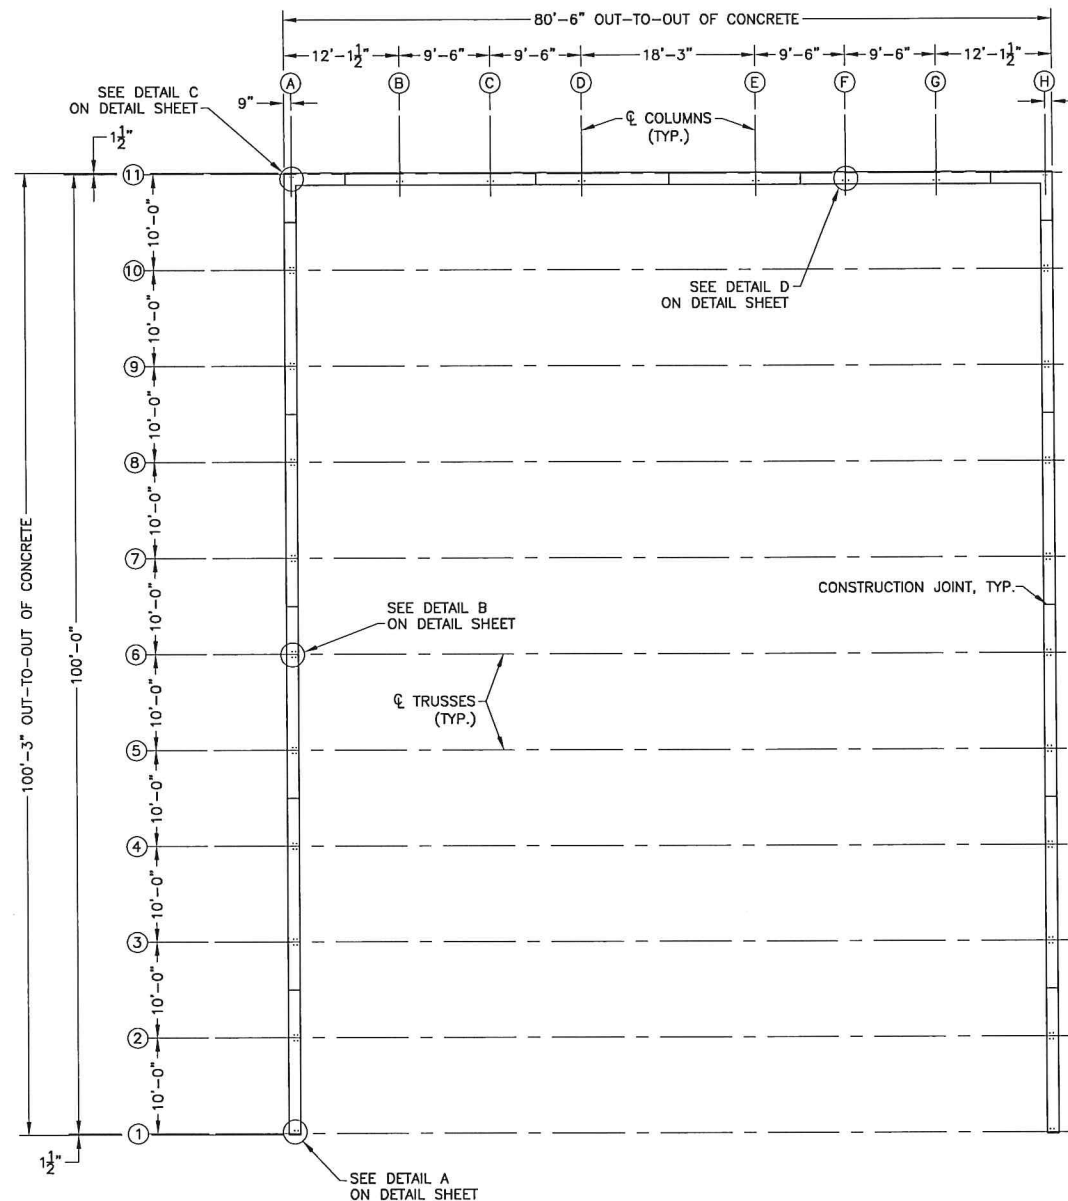 80'-6" OUT-TO-OUT OF CONCRETE
12'-1½"
9'-6"
9'-6"
18'-3"
9'-6"
9'-6"
12'-1½"
A
B
C
D
E
F
G
H
SEE DETAIL C
ON DETAIL SHEET
9"
℄ COLUMNS
(TYP.)
1½"
11
10'-0"
10
SEE DETAIL D
ON DETAIL SHEET
10'-0"
9
10'-0"
8
10'-0"
7
CONSTRUCTION JOINT, TYP.
10'-0"
SEE DETAIL B
ON DETAIL SHEET
6
100'-3" OUT-TO-OUT OF CONCRETE
100'-0"
10'-0"
℄ TRUSSES
(TYP.)
5
10'-0"
4
10'-0"
3
10'-0"
2
10'-0"
1
1½"
SEE DETAIL A
ON DETAIL SHEET